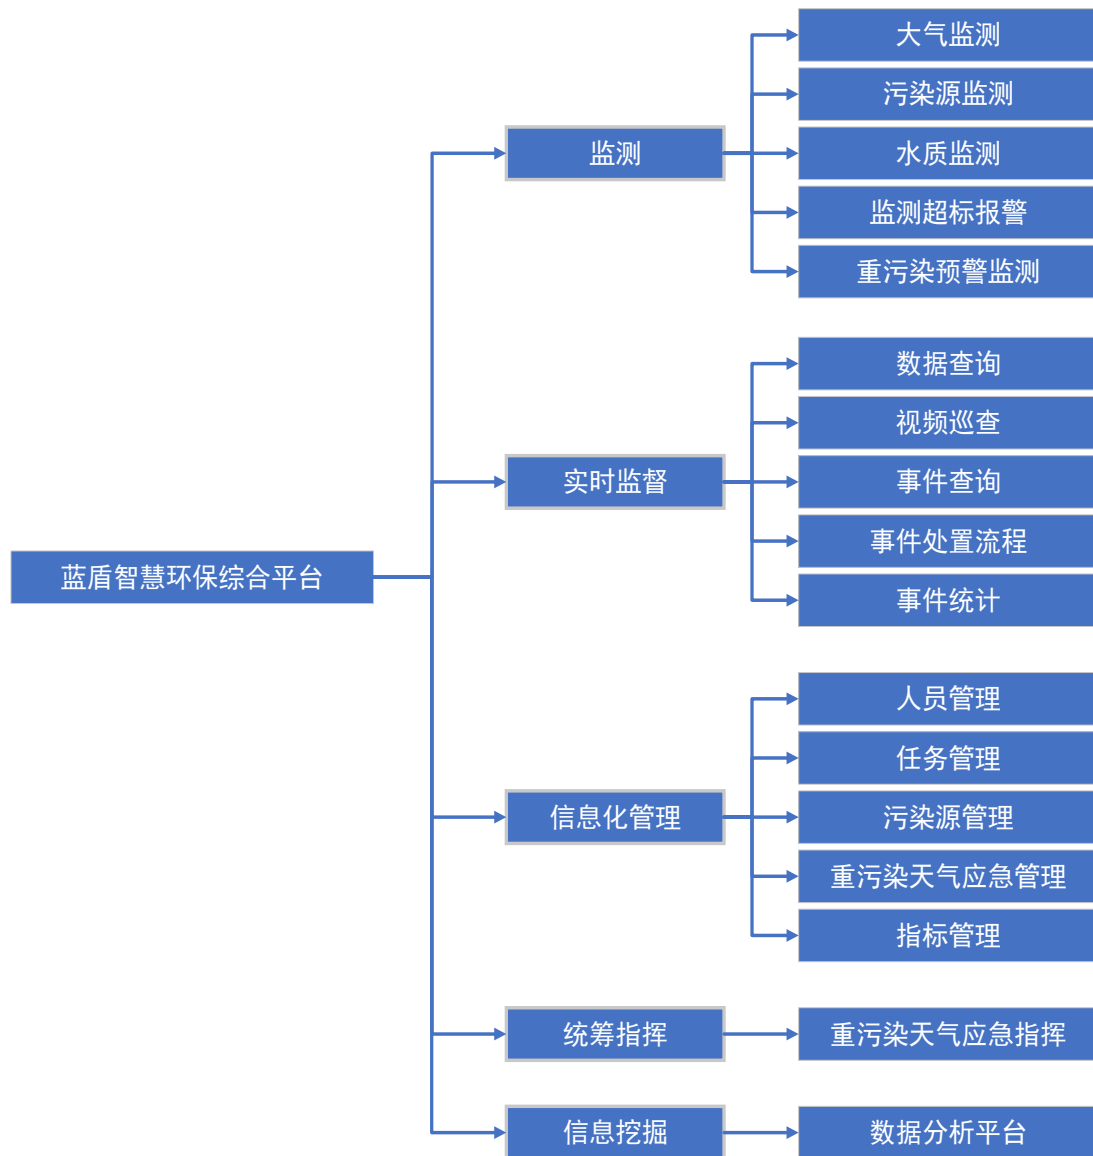 蓝盾智慧环保综合平台
监测
大气监测
污染源监测
水质监测
监测超标报警
重污染预警监测
实时监督
数据查询
视频巡查
事件查询
事件处置流程
事件统计
信息化管理
人员管理
任务管理
污染源管理
重污染天气应急管理
指标管理
统筹指挥
重污染天气应急指挥
信息挖掘
数据分析平台